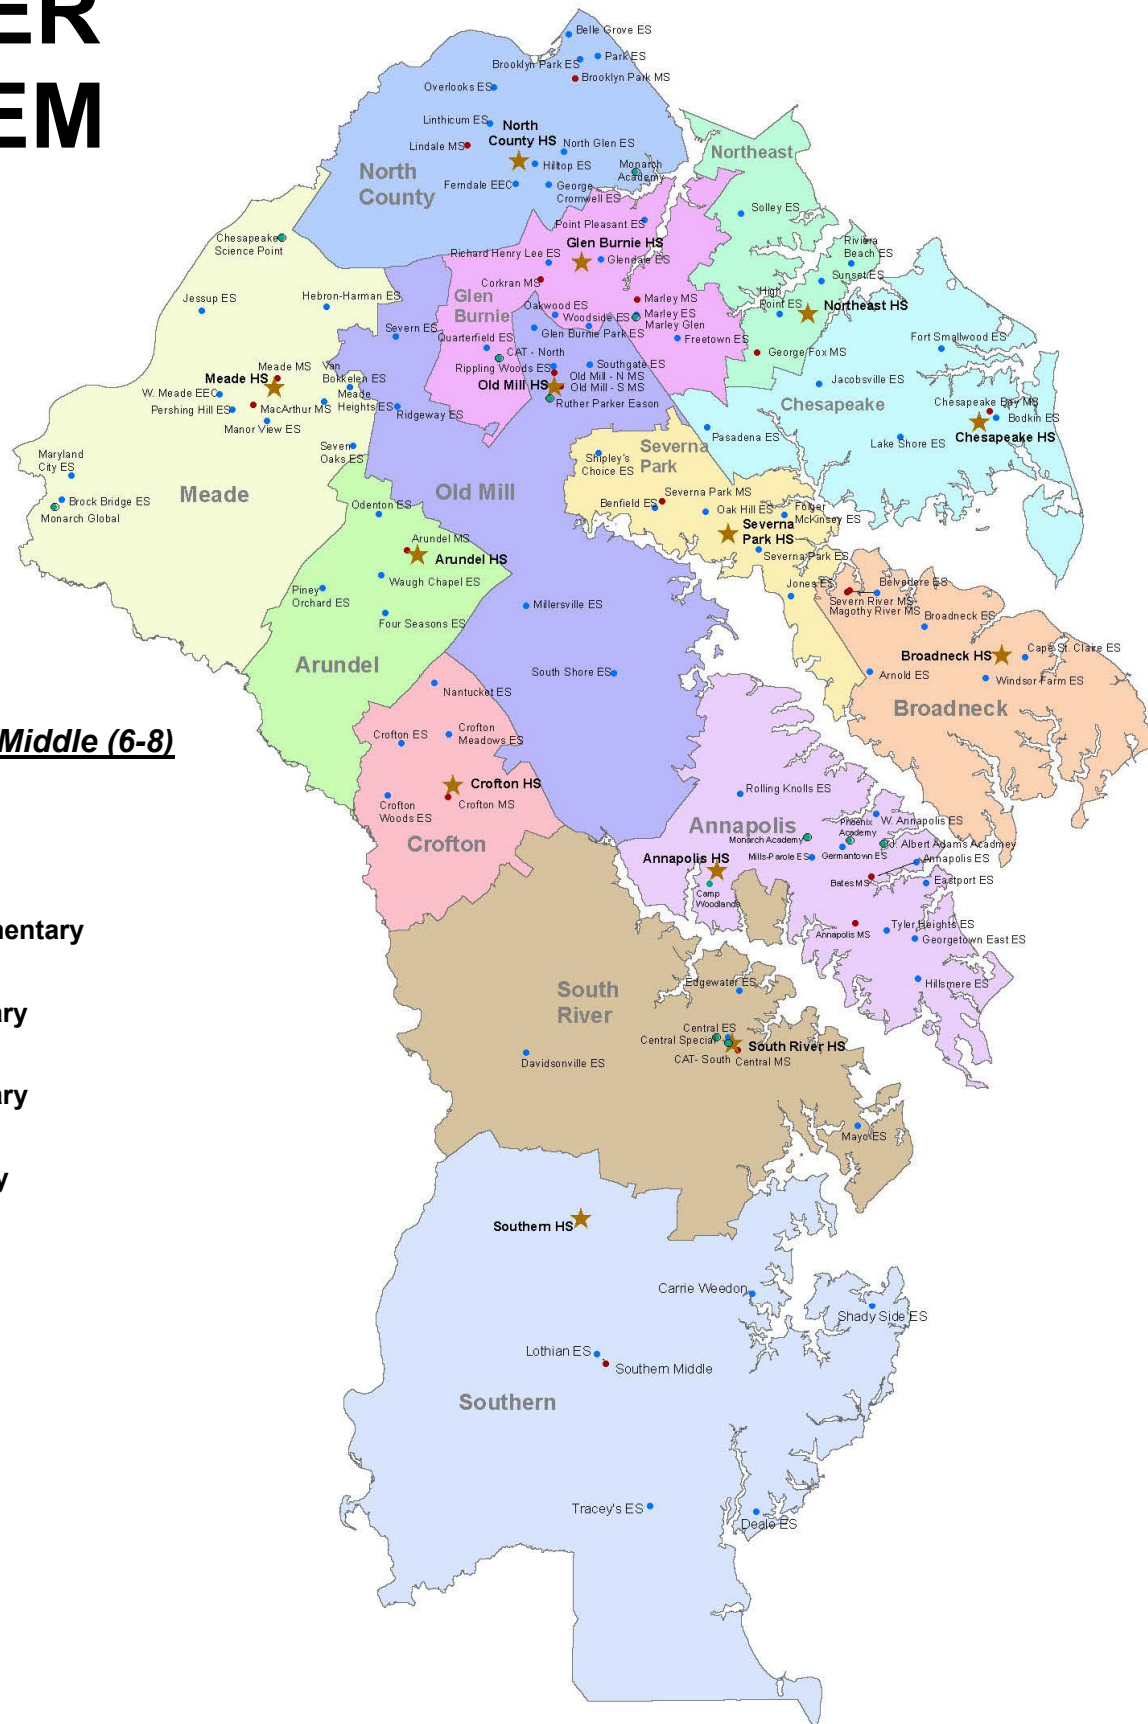 ER
EM
Middle (6-8)
nentary
ary
ary
y
Belle Grove ES
Park ES
Brooklyn Park ES
Brooklyn Park MS
Overlooks ES
Linthicum ES
North
County HS
Lindale MS
North Glen ES
Hilltop ES
Monarch
Academy
Ferndale EEC
George
Cromwell ES
North
County
Northeast
Solley ES
Riviera
Beach ES
Sunset ES
High
Point ES
Northeast HS
George Fox MS
Point Pleasant ES
Glen Burnie HS
Richard Henry Lee ES
Glendale ES
Corkran MS
Glen
Burnie
Marley MS
Marley ES
Marley Glen
Freetown ES
Oakwood ES
Woodside ES
Glen Burnie Park ES
Quarterfield ES
CAT - North
Rippling Woods ES
Southgate ES
Old Mill - N MS
Old Mill HS
Old Mill - S MS
Ruther Parker Eason
Severn ES
Ridgeway ES
Old Mill
Millersville ES
South Shore ES
Chesapeake
Science Point
Jessup ES
Hebron-Harman ES
Meade MS
Meade HS
Van
Bokkelen ES
W. Meade EEC
Meade
Heights ES
Pershing Hill ES
MacArthur MS
Manor View ES
Seven
Oaks ES
Maryland
City ES
Brock Bridge ES
Monarch Global
Meade
Fort Smallwood ES
Jacobsville ES
Chesapeake
Chesapeake Bay MS
Bodkin ES
Chesapeake HS
Lake Shore ES
Pasadena ES
Severna
Park
Shipley's
Choice ES
Severna Park MS
Benfield ES
Oak Hill ES
Folger
McKinsey ES
Severna
Park HS
Severna Park ES
Jones ES
Belvedere ES
Severn River MS
Magothy River MS
Broadneck ES
Broadneck HS
Cape St. Claire ES
Arnold ES
Windsor Farm ES
Broadneck
Odenton ES
Arundel MS
Arundel HS
Waugh Chapel ES
Piney
Orchard ES
Four Seasons ES
Arundel
Nantucket ES
Crofton ES
Crofton
Meadows ES
Crofton HS
Crofton MS
Crofton
Woods ES
Crofton
Rolling Knolls ES
Annapolis
W. Annapolis ES
Phoenix
Academy
Monarch Academy
J. Albert Adams Acadmey
Mills-Parole ES
Germantown ES
Annapolis ES
Annapolis HS
Bates MS
Eastport ES
Camp
Woodlands
Annapolis MS
Tyler Heights ES
Georgetown East ES
Hillsmere ES
South
River
Edgewater ES
Central ES
Central Special
South River HS
CAT- South
Central MS
Davidsonville ES
Mayo ES
Southern HS
Carrie Weedon
Shady Side ES
Lothian ES
Southern Middle
Southern
Tracey's ES
Deale ES